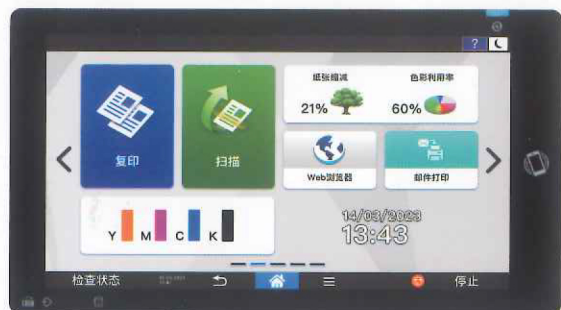 ?
纸张缩减
色彩利用率
21%
60%
复印
扫描
Web浏览器
邮件打印
Y M C K
14/03/2023
13:43
检查状态
停止